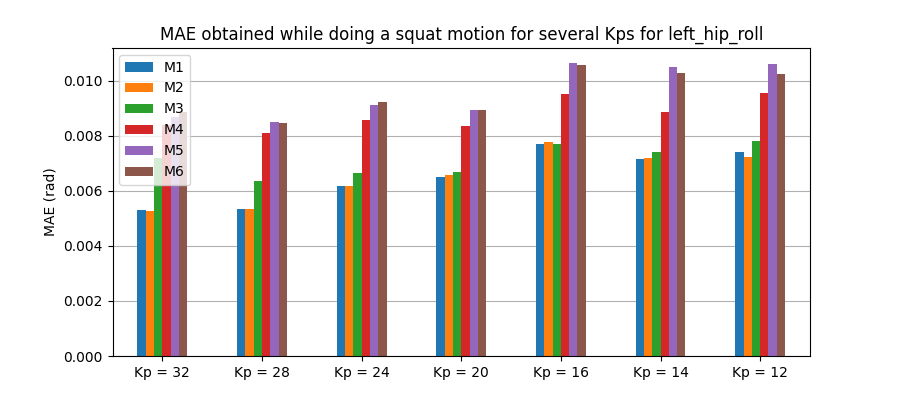 MAE obtained while doing a squat motion for several Kps for left_hip_roll
M1
M2
M3
M4
M5
M6
MAE (rad)
0.010
0.008
0.006
0.004
0.002
0.000
Kp = 32 Kp = 28 Kp = 24 Kp = 20 Kp = 16 Kp = 14 Kp = 12